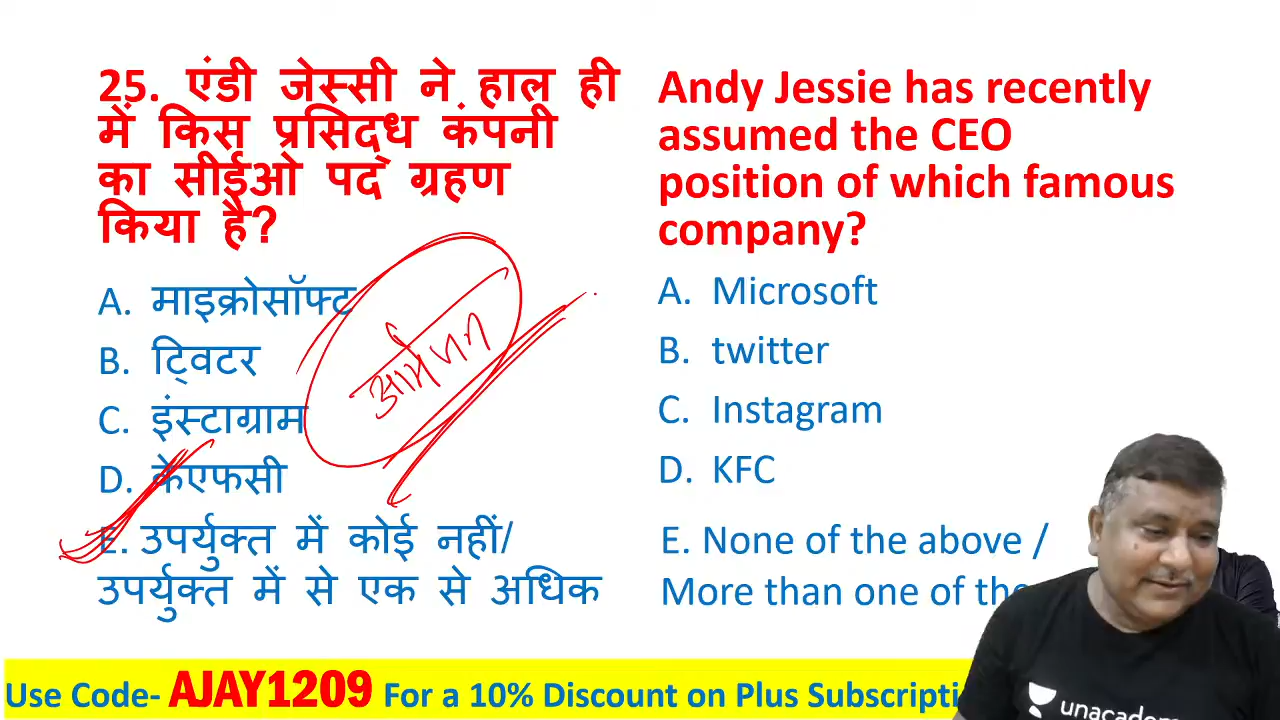 25. एंडी जेस्सी ने हाल ही
में किस प्रसिद्ध कंपनी
का सीईओ पद ग्रहण
किया है?
A. माइक्रोसॉफ्ट
B. ट्विटर
C. इंस्टाग्राम
D. केएफसी
E. उपर्युक्त में कोई नहीं/
उपर्युक्त में से एक से अधिक
Andy Jessie has recently
assumed the CEO
position of which famous
company?
A. Microsoft
B. twitter
C. Instagram
D. KFC
E. None of the above /
More than one of the
Use Code- AJAY1209 For a 10% Discount on Plus Subscripti
unacadem